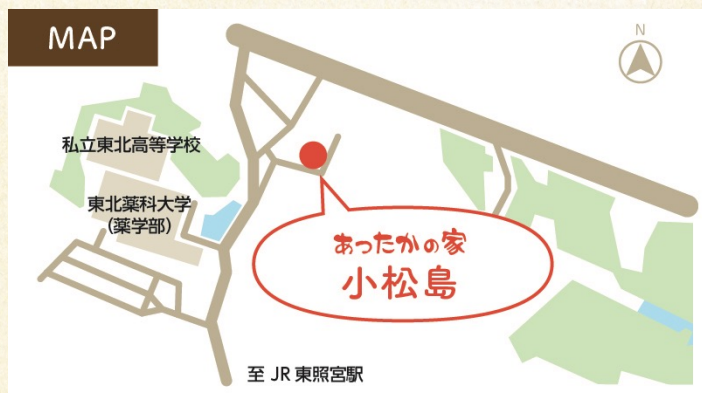 MAP
N
私立東北高等学校
東北薬科大学
(薬学部)
あったかの家
小松島
至 JR 東照宮駅